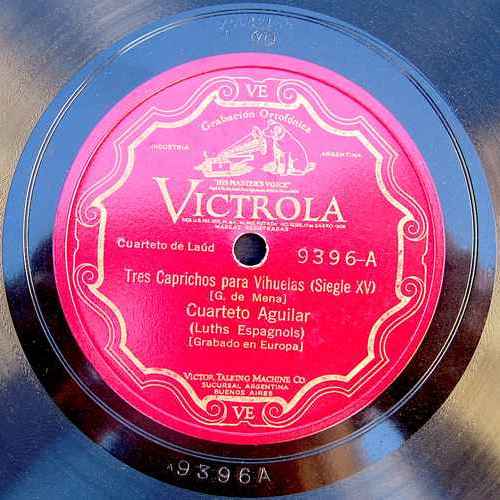 VE
Grabación Ortofónica
INDUSTRIA ARGENTINA
"HIS MASTER'S VOICE"
VICTROLA
MARCAS REGISTRADAS
Cuarteto de Laúd 9396-A
Tres Caprichos para Vihuelas (Siegle XV)
[G. de Mena]
Cuarteto Aguilar
(Luths Espagnols)
[Grabado en Europa]
VICTOR TALKING MACHINE CO
SUCURSAL ARGENTINA
BUENOS AIRES
VE
9396A